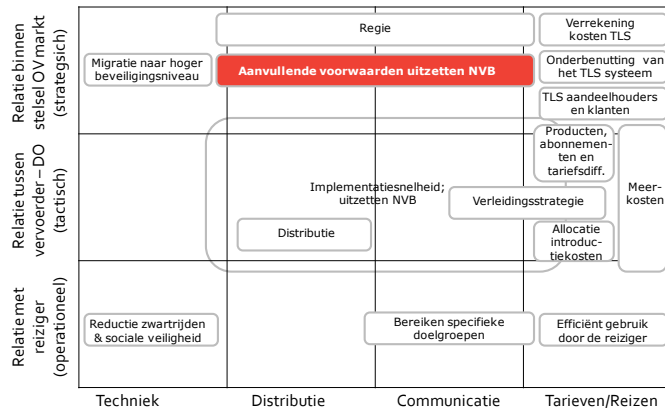 Relatie binnen
stelsel OV markt
(strategsich)
Regie
Verrekening
kosten TLS
Migratie naar hoger
beveiligingsniveau
Aanvullende voorwaarden uitzetten NVB
Onderbenutting van
het TLS systeem
TLS aandeelhouders
en klanten
Relatie tussen
vervoerder – DO
(tactisch)
Producten,
abonnemen-
ten en
tariefsdiff.
Meer-
kosten
Implementatiesnelheid;
uitzetten NVB
Verleidingsstrategie
Distributie
Allocatie
introduc-
tiekosten
Relatie met
reiziger
(operationeel)
Reductie zwartrijden
& sociale veiligheid
Bereiken specifieke
doelgroepen
Efficiënt gebruik
door de reiziger
Techniek
Distributie
Communicatie
Tarieven/Reizen